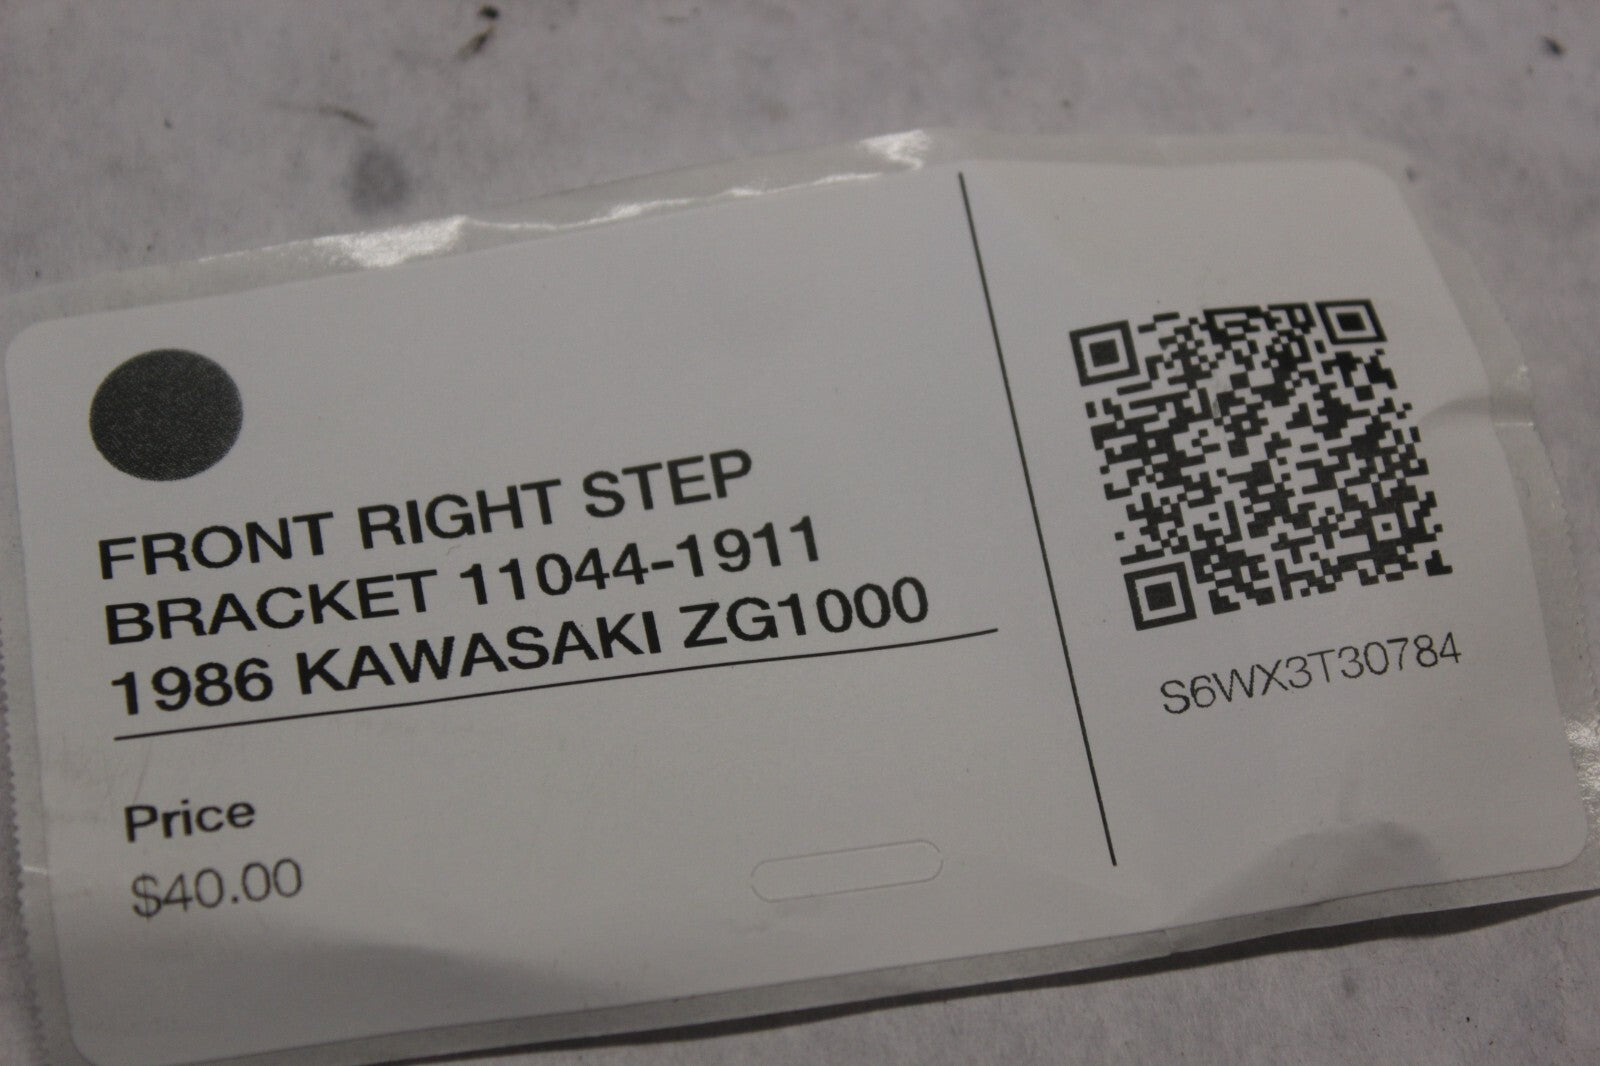 FRONT RIGHT STEP
BRACKET 11044-1911
1986 KAWASAKI ZG1000
Price
$40.00
S6WX3T30784